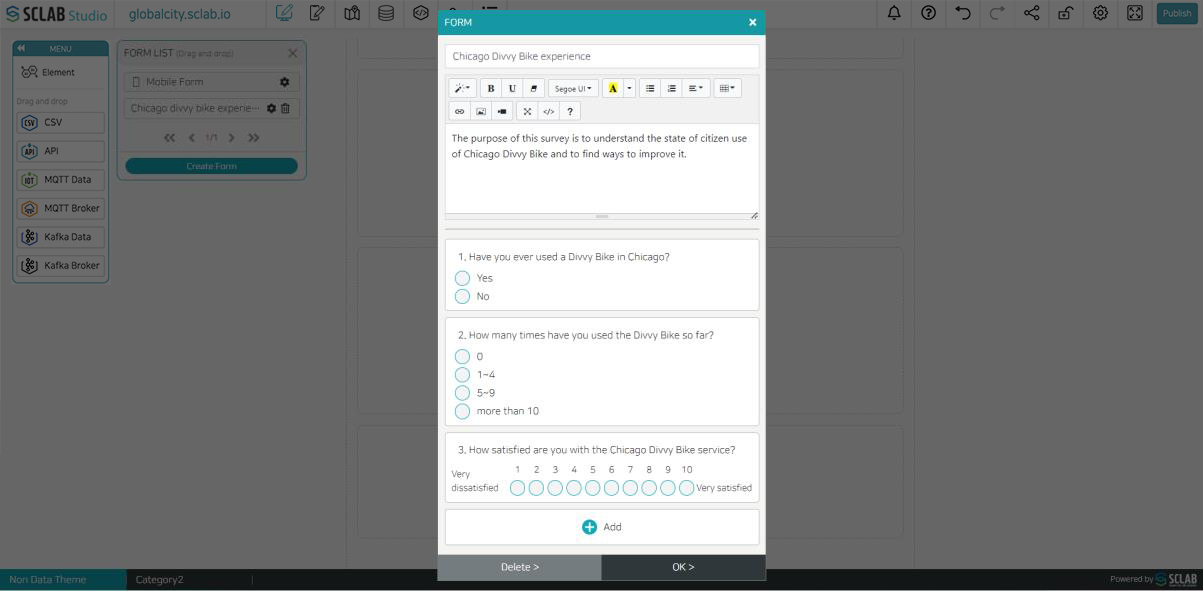 SCLAB Studio
globalcity.sclab.io
Publish
MENU
Element
Drag and drop
CSV CSV
API API
IIOT MQTT Data
MQTT Broker
Kafka Data
Kafka Broker
FORM LIST (Drag and drop)
Mobile Form
Chicago divvy bike experie···
1/1
Create Form
FORM
Chicago Divvy Bike experience
B U Segoe UI A
</> ?
The purpose of this survey is to understand the state of citizen use
of Chicago Divvy Bike and to find ways to improve it.
1. Have you ever used a Divvy Bike in Chicago?
Yes
No
2. How many times have you used the Divvy Bike so far?
0
1~4
5~9
more than 10
3. How satisfied are you with the Chicago Divvy Bike service?
1 2 3 4 5 6 7 8 9 10
Very
dissatisfied Very satisfied
Add
Delete > OK >
Non Data Theme Category2
Powered by SCLAB